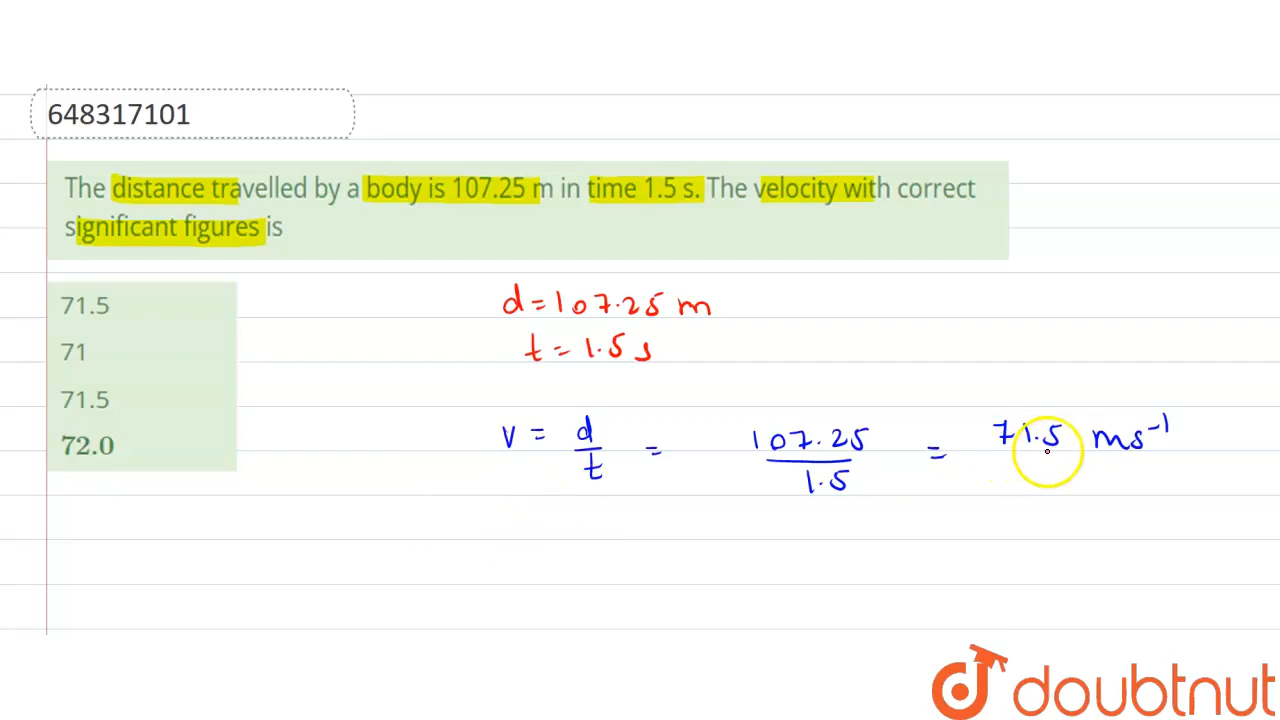 648317101
The distance travelled by a body is 107.25 m in time 1.5 s. The velocity with correct
significant figures is
71.5
71
71.5
72.0
d = 107.25 m
t = 1.5 s
v = d/t = 107.25/1.5 = 71.5 ms⁻¹
doubtnut